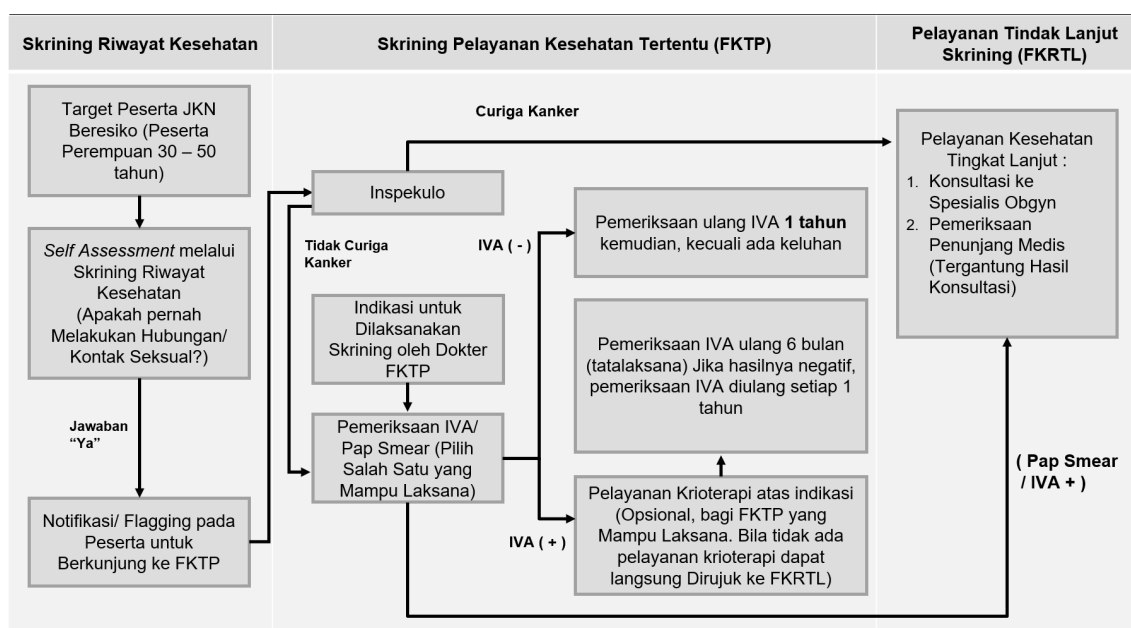 Skrining Riwayat Kesehatan
Skrining Pelayanan Kesehatan Tertentu (FKTP)
Pelayanan Tindak Lanjut
Skrining (FKRTL)
Target Peserta JKN
Beresiko (Peserta
Perempuan 30 – 50
tahun)
Self Assessment melalui
Skrining Riwayat
Kesehatan
(Apakah pernah
Melakukan Hubungan/
Kontak Seksual?)
Jawaban
“Ya”
Notifikasi/ Flagging pada
Peserta untuk
Berkunjung ke FKTP
Curiga Kanker
Inspekulo
Tidak Curiga
Kanker
Indikasi untuk
Dilaksanakan
Skrining oleh Dokter
FKTP
Pemeriksaan IVA/
Pap Smear (Pilih
Salah Satu yang
Mampu Laksana)
IVA ( - )
Pemeriksaan ulang IVA 1 tahun
kemudian, kecuali ada keluhan
Pemeriksaan IVA ulang 6 bulan
(tatalaksana) Jika hasilnya negatif,
pemeriksaan IVA diulang setiap 1
tahun
IVA ( + )
Pelayanan Krioterapi atas indikasi
(Opsional, bagi FKTP yang
Mampu Laksana. Bila tidak ada
pelayanan krioterapi dapat
langsung Dirujuk ke FKRTL)
Pelayanan Kesehatan
Tingkat Lanjut :
1. Konsultasi ke
Spesialis Obgyn
2. Pemeriksaan
Penunjang Medis
(Tergantung Hasil
Konsultasi)
( Pap Smear
/ IVA + )